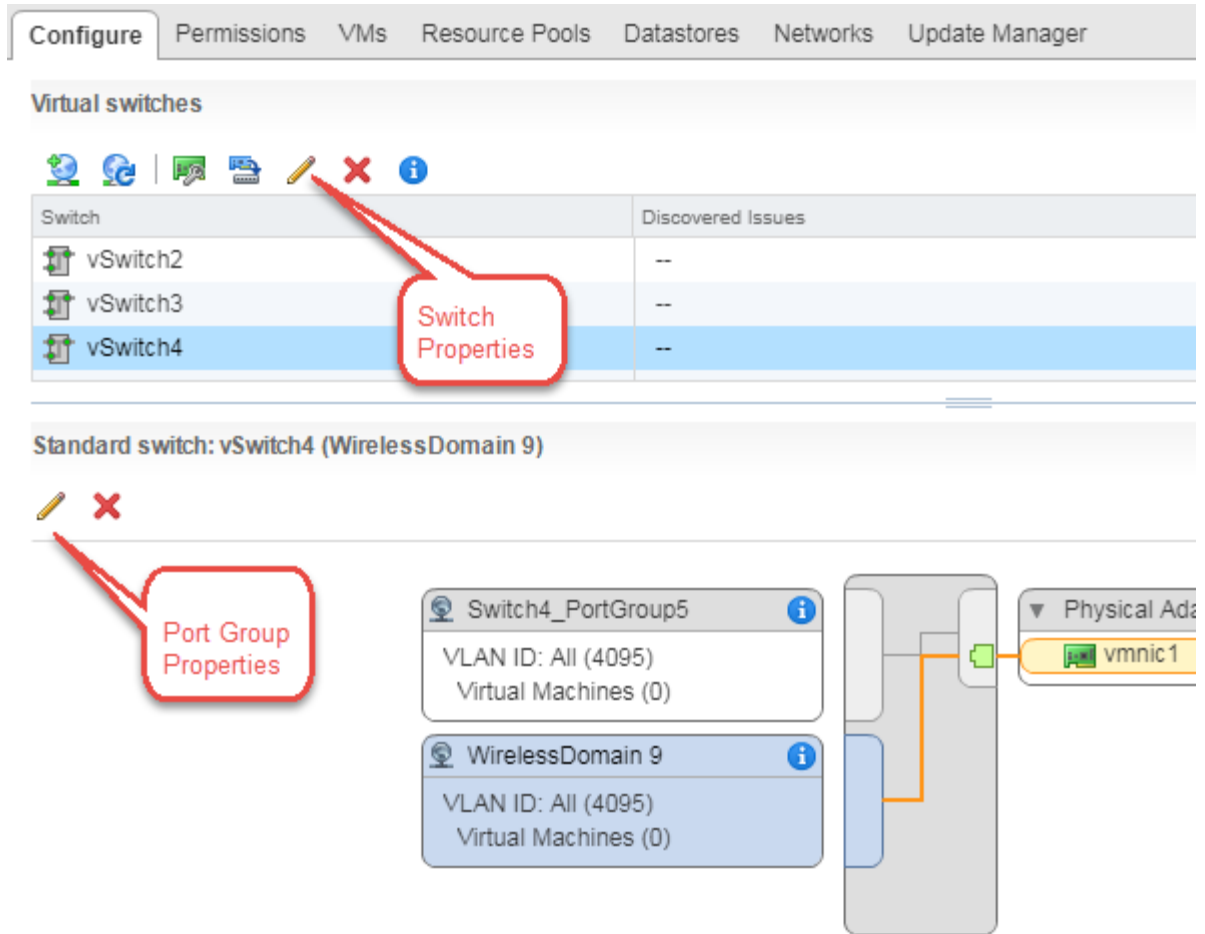 Configure Permissions VMs Resource Pools Datastores Networks Update Manager
Virtual switches
Switch Discovered Issues
vSwitch2 --
vSwitch3 --
vSwitch4 --
Switch
Properties
Standard switch: vSwitch4 (WirelessDomain 9)
Port Group
Properties
Switch4_PortGroup5
VLAN ID: All (4095)
Virtual Machines (0)
WirelessDomain 9
VLAN ID: All (4095)
Virtual Machines (0)
Physical Ada
vmnic1